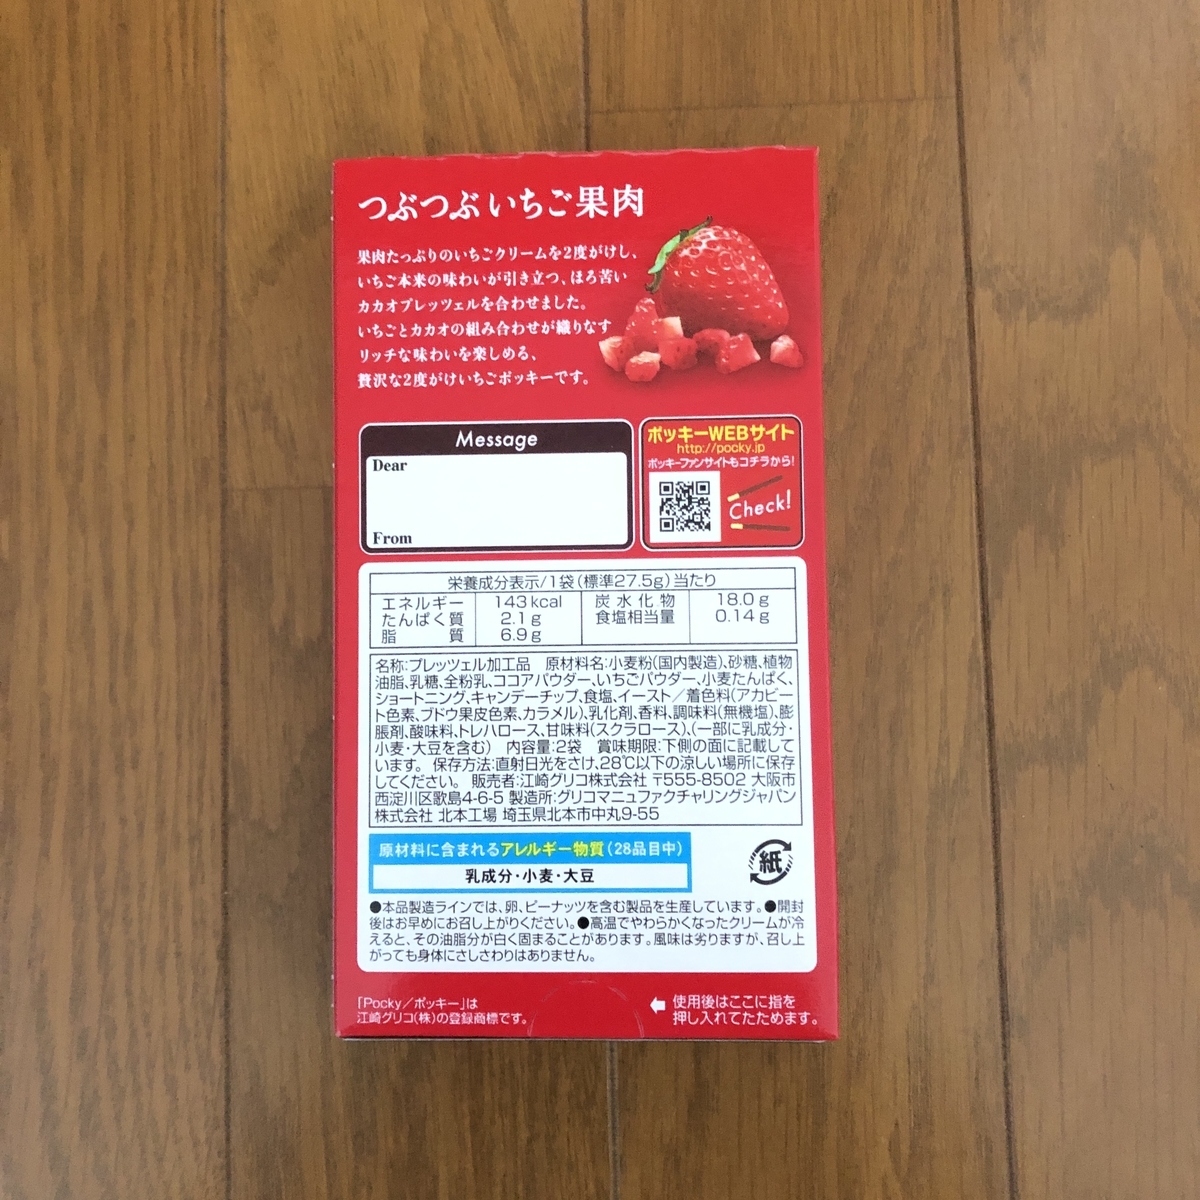 つぶつぶいちご果肉
果肉たっぷりのいちごクリームを2度がけし、
いちご本来の味わいが引き立つ、ほろ苦い
カカオプレッツェルを合わせました。
いちごとカカオの組み合わせが織りなす
リッチな味わいを楽しめる、
贅沢な2度がけいちごポッキーです。
Message
Dear
From
ポッキーWEBサイト
http://pocky.jp
ポッキーファンサイトもコチラから!
Check!
栄養成分表示/1袋(標準27.5g)当たり
エネルギー 143kcal 炭水化物 18.0g
たんぱく質 2.1g 食塩相当量 0.14g
脂質 6.9g
名称:プレッツェル加工品 原材料名:小麦粉(国内製造)、砂糖、植物
油脂、乳糖、全粉乳、ココアパウダー、いちごパウダー、小麦たんぱく、
ショートニング、キャンデーチップ、食塩、イースト/着色料(アカビー
ト色素、ブドウ果皮色素、カラメル)、乳化剤、香料、調味料(無機塩)、膨
脹剤、酸味料、トレハロース、甘味料(スクラロース)、(一部に乳成分・
小麦・大豆を含む) 内容量:2袋 賞味期限:下側の面に記載して
います。 保存方法:直射日光をさけ、28℃以下の涼しい場所に保存
してください。 販売者:江崎グリコ株式会社 〒555-8502 大阪市
西淀川区歌島4-6-5 製造所:グリコマニュファクチャリングジャパン
株式会社 北本工場 埼玉県北本市中丸9-55
原材料に含まれるアレルギー物質(28品目中)
乳成分・小麦・大豆
紙
●本品製造ラインでは、卵、ピーナッツを含む製品を生産しています。●開封
後はお早めにお召し上がりください。●高温でやわらかくなったクリームが冷
えると、その油脂分が白く固まることがあります。風味は劣りますが、召し上
がっても身体にさしさわりはありません。
「Pocky/ポッキー」は
江崎グリコ(株)の登録商標です。
使用後はここに指を
押し入れてたためます。